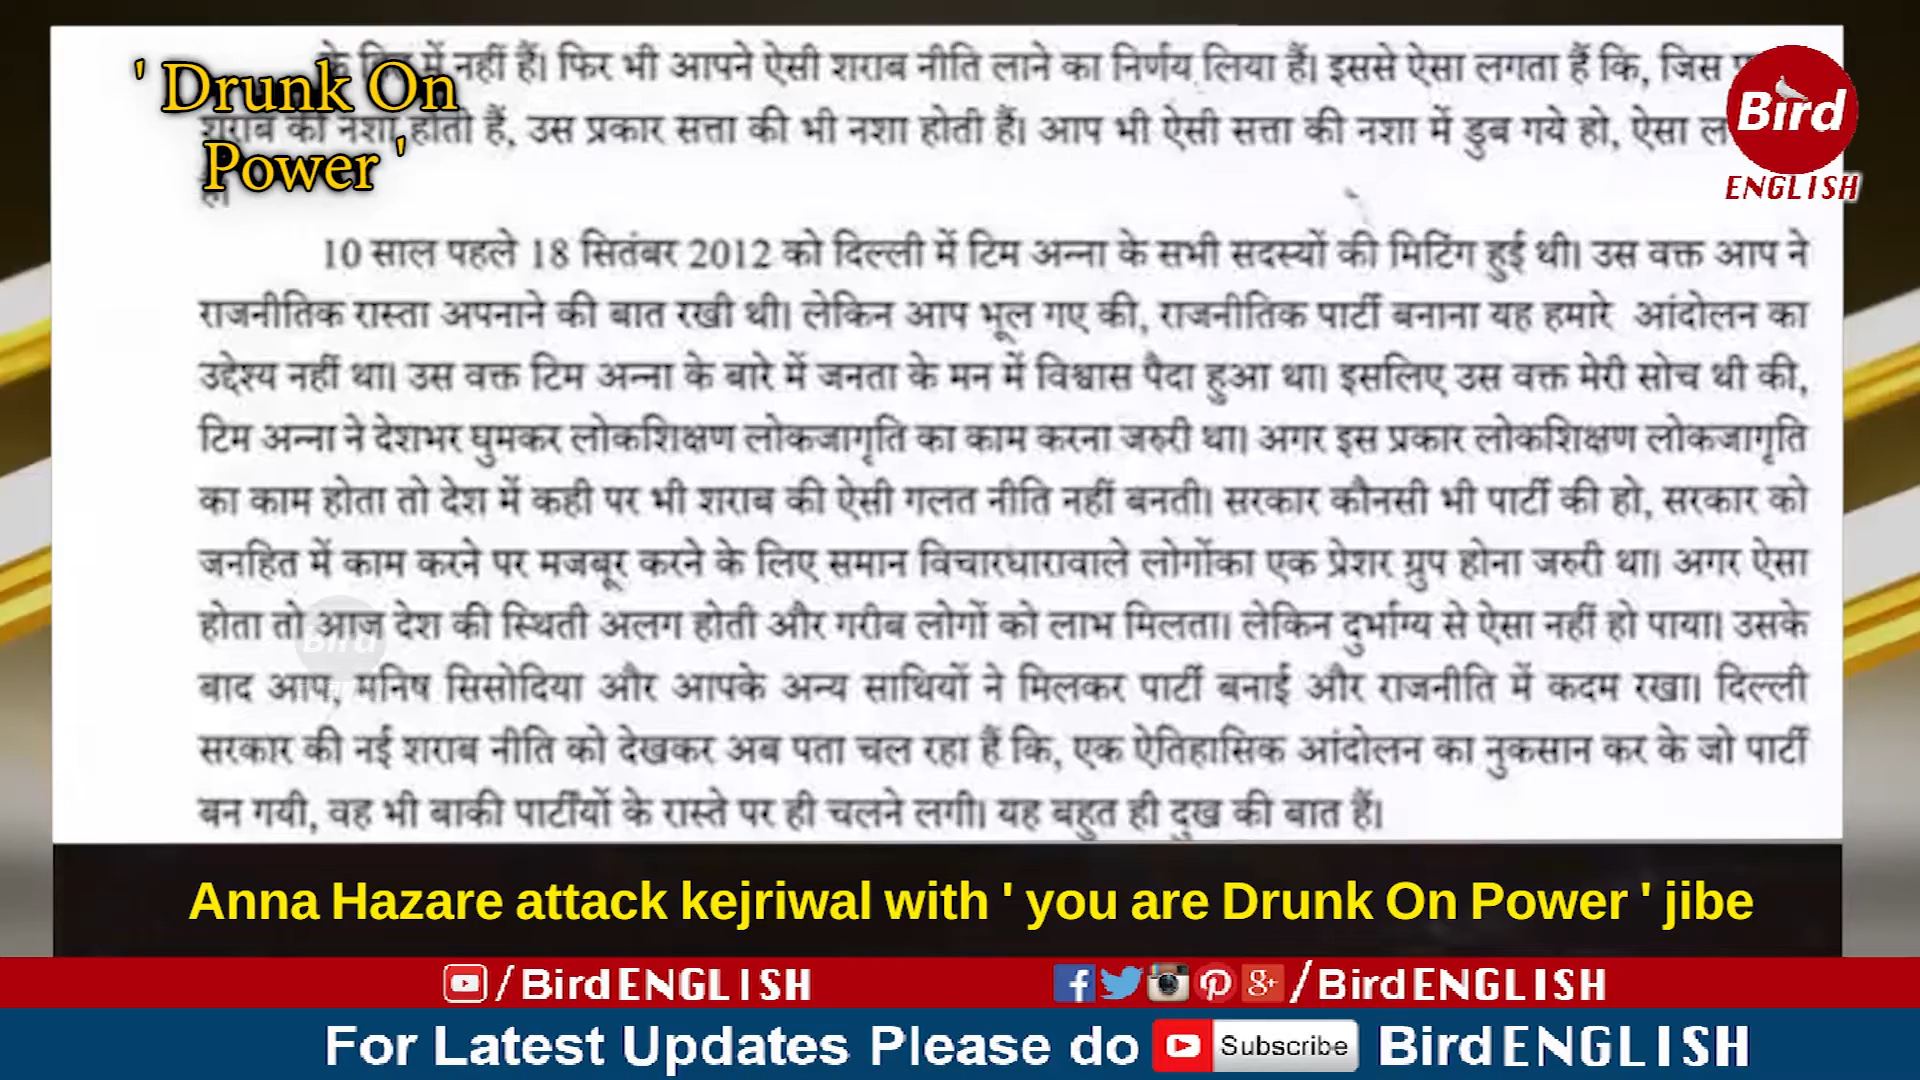 ' Drunk On
Power '
में नहीं हैं। फिर भी आपने ऐसी शराब नीति लाने का निर्णय लिया हैं। इससे ऐसा लगता हैं कि, जिस
शराब की नशा होती हैं, उस प्रकार सत्ता की भी नशा होती हैं। आप भी ऐसी सत्ता की नशा में डुब गये हो, ऐसा
Bird
ENGLISH
10 साल पहले 18 सितंबर 2012 को दिल्ली में टिम अन्ना के सभी सदस्यों की मिटिंग हुई थी। उस वक्त आप ने
राजनीतिक रास्ता अपनाने की बात रखी थी। लेकिन आप भूल गए की, राजनीतिक पार्टी बनाना यह हमारे आंदोलन का
उद्देश्य नहीं था। उस वक्त टिम अन्ना के बारे में जनता के मन में विश्वास पैदा हुआ था। इसलिए उस वक्त मेरी सोच थी की,
टिम अन्ना ने देशभर घुमकर लोकशिक्षण लोकजागृति का काम करना जरुरी था। अगर इस प्रकार लोकशिक्षण लोकजागृति
का काम होता तो देश में कही पर भी शराब की ऐसी गलत नीति नहीं बनती। सरकार कौनसी भी पार्टी की हो, सरकार को
जनहित में काम करने पर मजबूर करने के लिए समान विचारधारावाले लोगोंका एक प्रेशर ग्रुप होना जरुरी था। अगर ऐसा
होता तो आज देश की स्थिती अलग होती और गरीब लोगों को लाभ मिलता। लेकिन दुर्भाग्य से ऐसा नहीं हो पाया। उसके
Bird
बाद आप, मनिष सिसोदिया और आपके अन्य साथियों ने मिलकर पार्टी बनाई और राजनीति में कदम रखा। दिल्ली
सरकार की नई शराब नीति को देखकर अब पता चल रहा हैं कि, एक ऐतिहासिक आंदोलन का नुकसान कर के जो पार्टी
बन गयी, वह भी बाकी पार्टीयों के रास्ते पर ही चलने लगी। यह बहुत ही दुख की बात हैं।
Anna Hazare attack kejriwal with ' you are Drunk On Power ' jibe
/BirdENGLISH
/BirdENGLISH
For Latest Updates Please do Subscribe BirdENGLISH